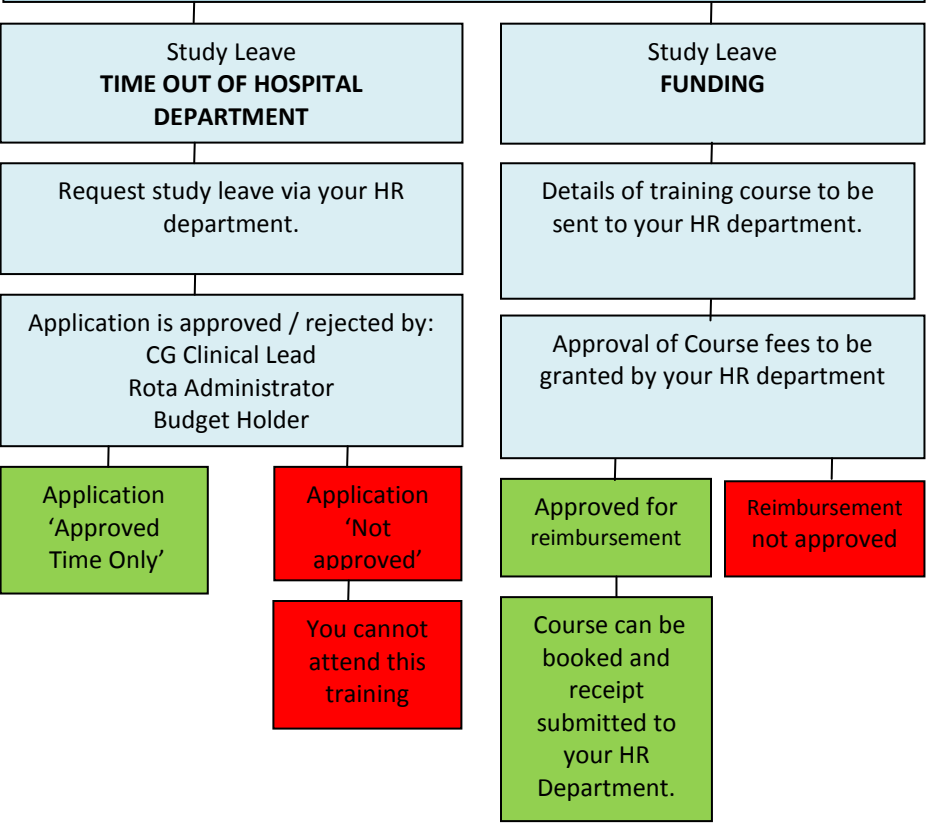 Study Leave
TIME OUT OF HOSPITAL
DEPARTMENT
Request study leave via your HR
department.
Application is approved / rejected by:
CG Clinical Lead
Rota Administrator
Budget Holder
Application
‘Approved
Time Only’
Application
‘Not
approved’
You cannot
attend this
training
Study Leave
FUNDING
Details of training course to be
sent to your HR department.
Approval of Course fees to be
granted by your HR department
Approved for
reimbursement
Reimbursement
not approved
Course can be
booked and
receipt
submitted to
your HR
Department.